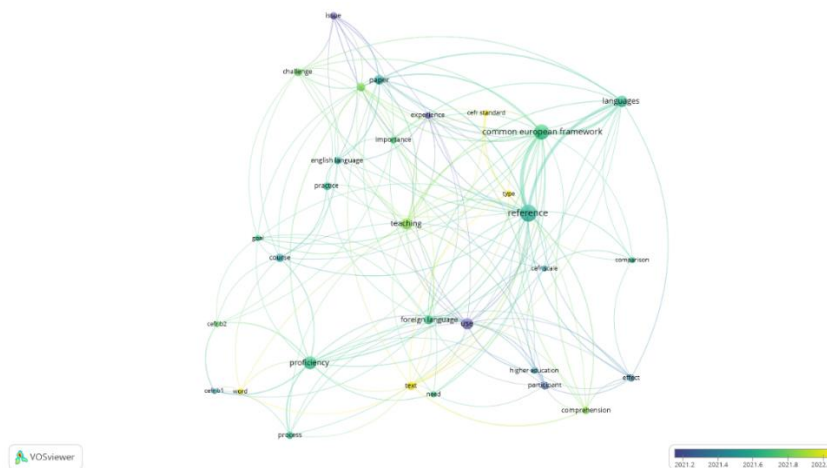 issue
challenge
paper
languages
experience
cefr standard
common european framework
importance
english language
practice
type
reference
teaching
goal
course
comparison
foreign language
use
cefr b2
proficiency
higher education
effect
participant
cefr b1
word
text
need
comprehension
process
VOSviewer
2021.2 2021.4 2021.6 2021.8 2022.